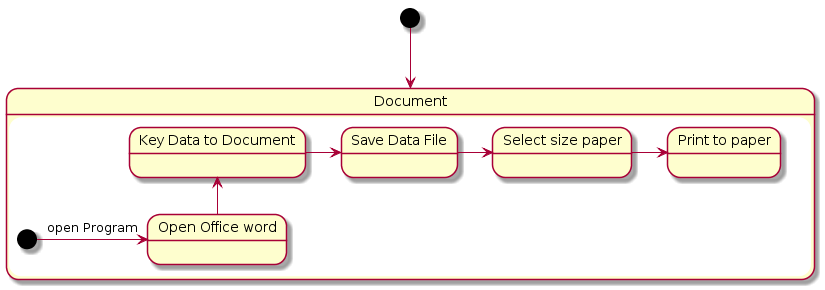 Document
Key Data to Document
Save Data File
Select size paper
Print to paper
open Program
Open Office word